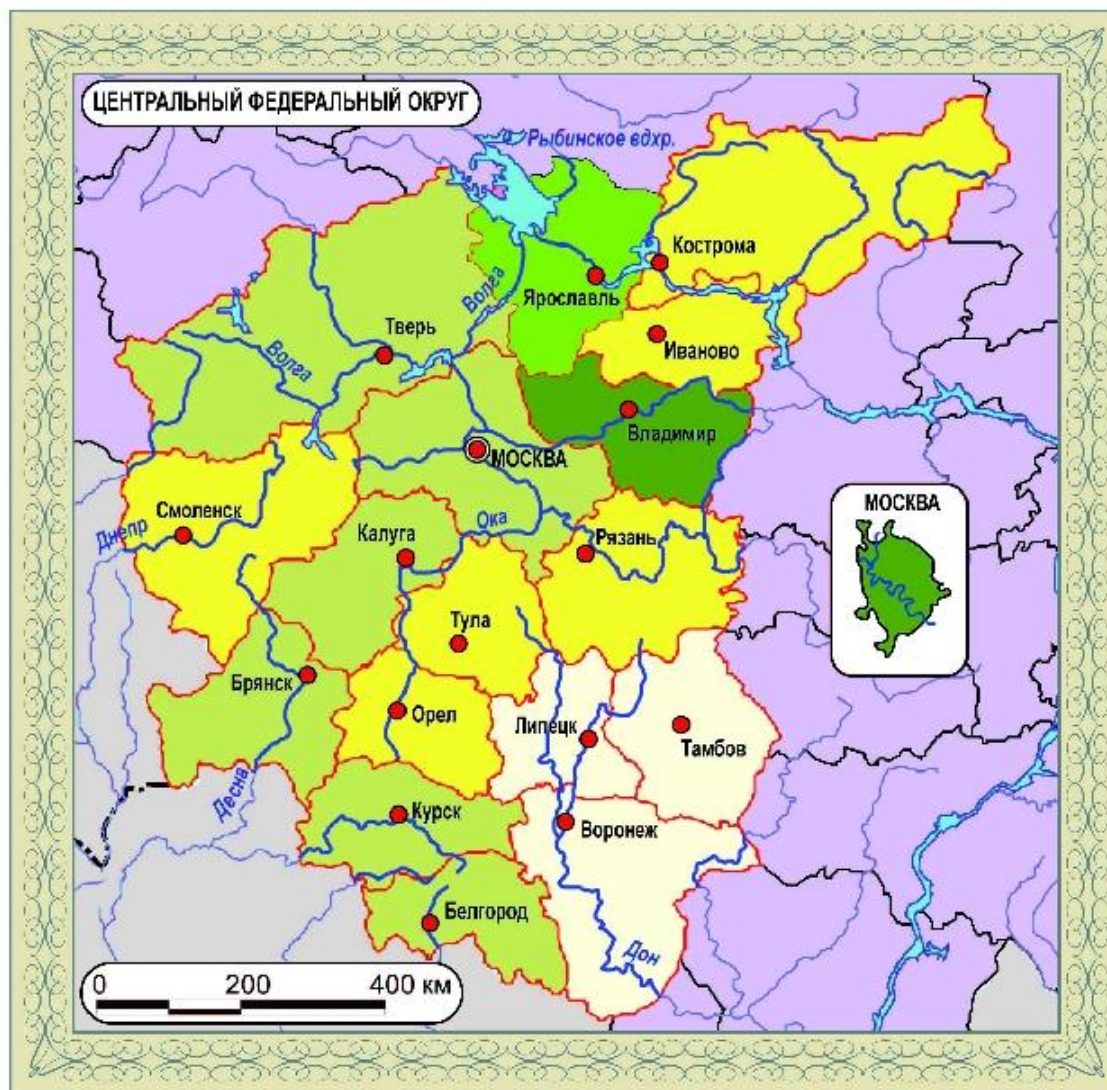 ЦЕНТРАЛЬНЫЙ ФЕДЕРАЛЬНЫЙ ОКРУГ
Рыбинское вдхр.
Кострома
Волга
Ярославль
Тверь
Иваново
Волга
Владимир
МОСКВА
МОСКВА
Смоленск
Днепр
Калуга
Ока
Рязань
Тула
Брянск
Орел
Липецк
Тамбов
Десна
Курск
Воронеж
Белгород
Дон
0 200 400 км